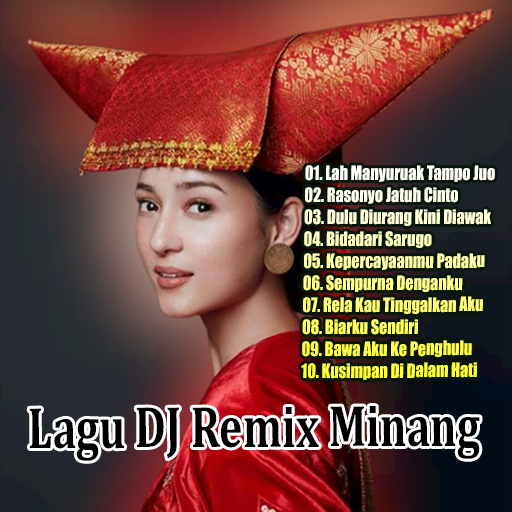 01. Lah Manyuruak Tampo Juo
02. Rasonyo Jatuh Cinto
03. Dulu Diurang Kini Diawak
04. Bidadari Sarugo
05. Kepercayaanmu Padaku
06. Sempurna Denganku
07. Rela Kau Tinggalkan Aku
08. Biarku Sendiri
09. Bawa Aku Ke Penghulu
10. Kusimpan Di Dalam Hati
Lagu DJ Remix Minang